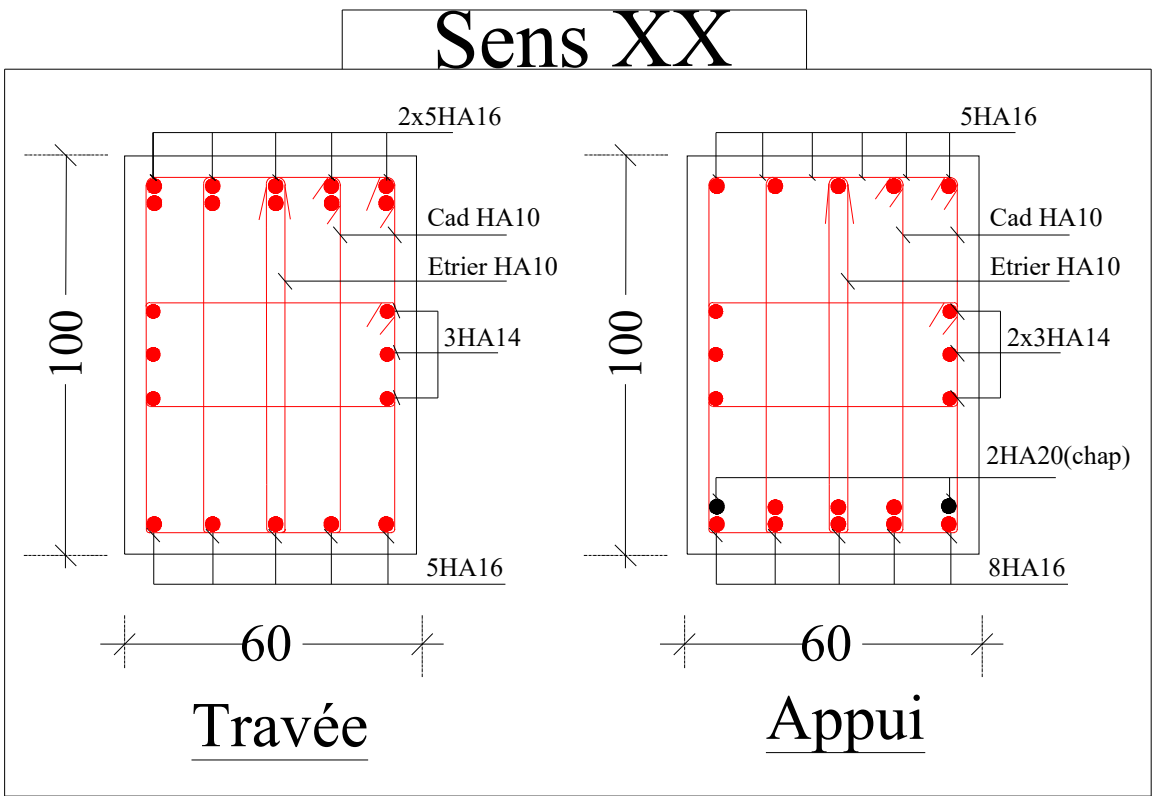 Sens XX
2x5HA16
Cad HA10
Etrier HA10
3HA14
5HA16
100
60
Travée
5HA16
Cad HA10
Etrier HA10
2x3HA14
2HA20(chap)
8HA16
100
60
Appui